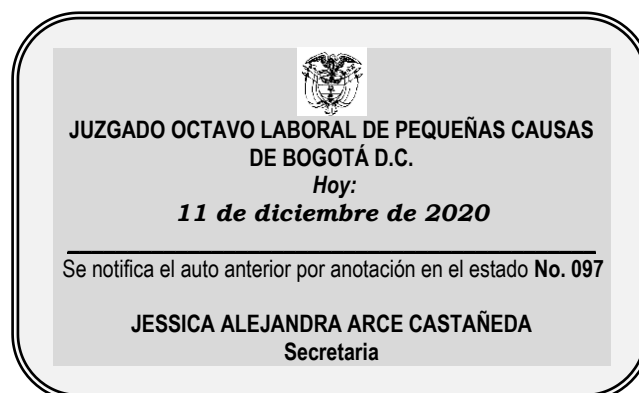 JUZGADO OCTAVO LABORAL DE PEQUEÑAS CAUSAS
DE BOGOTÁ D.C.
Hoy:
11 de diciembre de 2020
Se notifica el auto anterior por anotación en el estado No. 097
JESSICA ALEJANDRA ARCE CASTAÑEDA
Secretaria